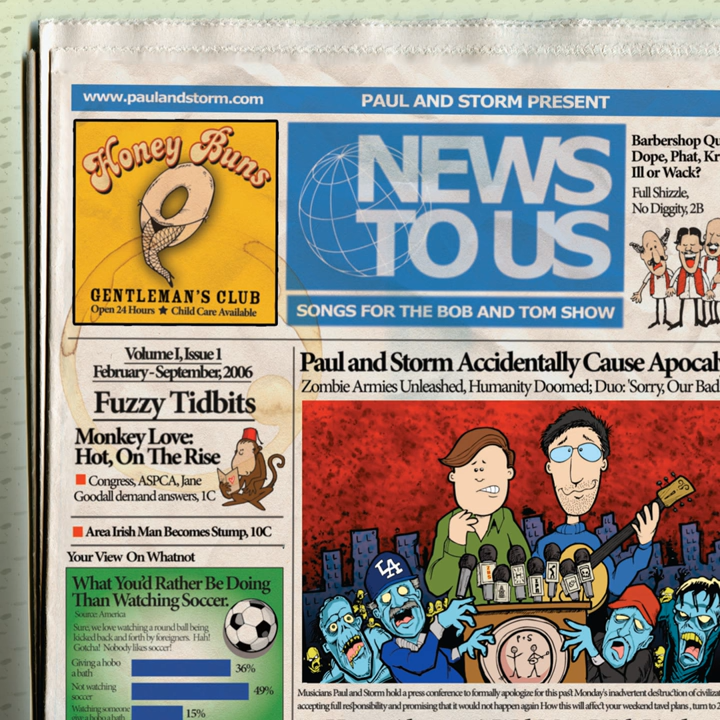 www.paulandstorm.com
PAUL AND STORM PRESENT
Honey Buns
GENTLEMAN'S CLUB
Open 24 Hours ★ Child Care Available
NEWS
TO US
SONGS FOR THE BOB AND TOM SHOW
Barbershop Qu
Dope, Phat, Kr
Ill or Wack?
Full Shizzle,
No Diggity, 2B
Volume I, Issue 1
February - September, 2006
Fuzzy Tidbits
Monkey Love:
Hot, On The Rise
Congress, ASPCA, Jane
Goodall demand answers, 1C
Area Irish Man Becomes Stump, 10C
Your View On Whatnot
What You'd Rather Be Doing
Than Watching Soccer.
Source: America
Sure, we love watching a round ball being
kicked back and forth by foreigners. Hah!
Gotcha! Nobody likes soccer!
Giving a hobo
a bath
36%
Not watching
soccer
49%
Watching someone
give a hobo a bath
15%
Paul and Storm Accidentally Cause Apocal
Zombie Armies Unleashed, Humanity Doomed; Duo: 'Sorry, Our Bad
LA
P + S
Musicians Paul and Storm hold a press conference to formally apologize for this past Monday's inadvertent destruction of civiliza
accepting full responsibility and promising that it would not happen again How this will affect your weekend tavel plans, turn to 2